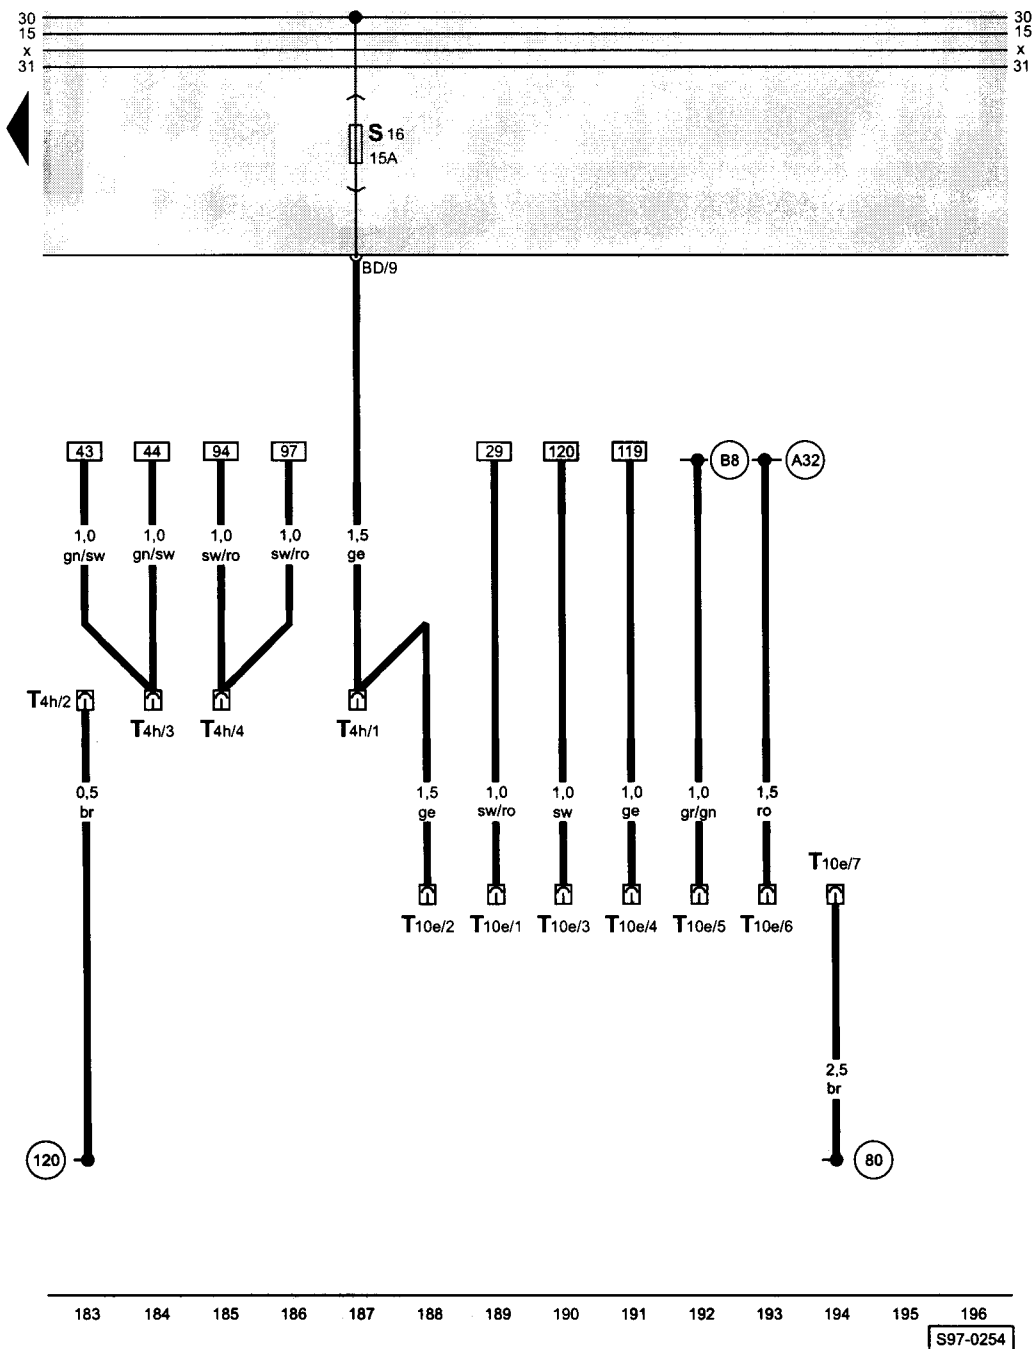 30 30
15 15
x x
31 31
S 16
15A
BD/9
43 44 94 97 29 120 119 B8 A32
1,0 1,0 1,0 1,0 1,5
gn/sw gn/sw sw/ro sw/ro ge
T4h/2
T4h/3 T4h/4 T4h/1
0,5 1,5 1,0 1,0 1,0 1,0 1,5
br ge sw/ro sw ge gr/gn ro
T10e/7
T10e/2 T10e/1 T10e/3 T10e/4 T10e/5 T10e/6
2,5
br
120 80
183 184 185 186 187 188 189 190 191 192 193 194 195 196
S97-0254